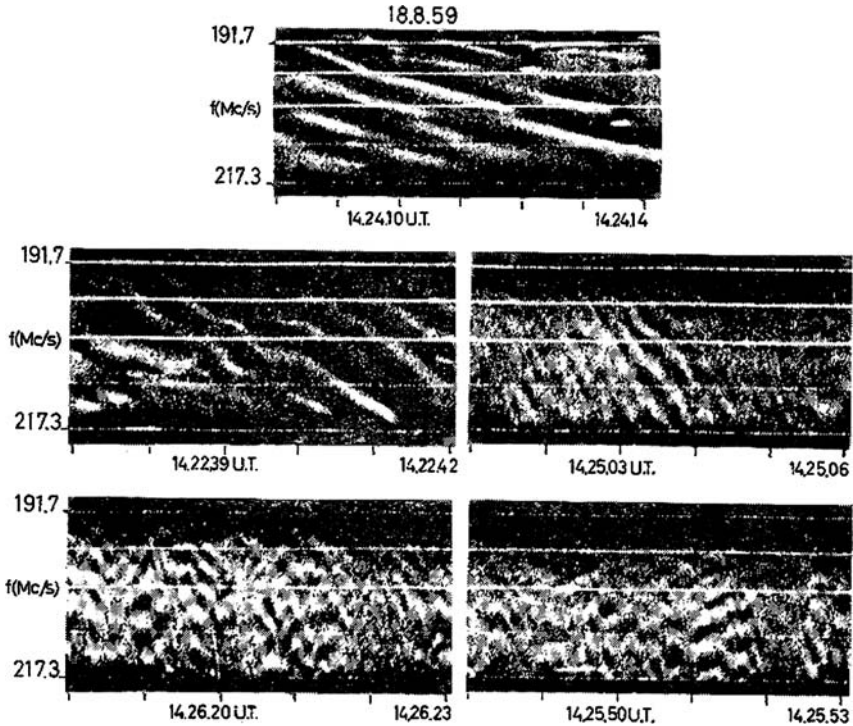 18.8.59
191.7
f(Mc/s)
217.3
14.24.10 U.T. 14.24.14
191.7
f(Mc/s)
217.3
14.22.39 U.T. 14.22.42
14.25.03 U.T. 14.25.06
191.7
f(Mc/s)
217.3
14.26.20 U.T. 14.26.23
14.25.50 U.T. 14.25.53